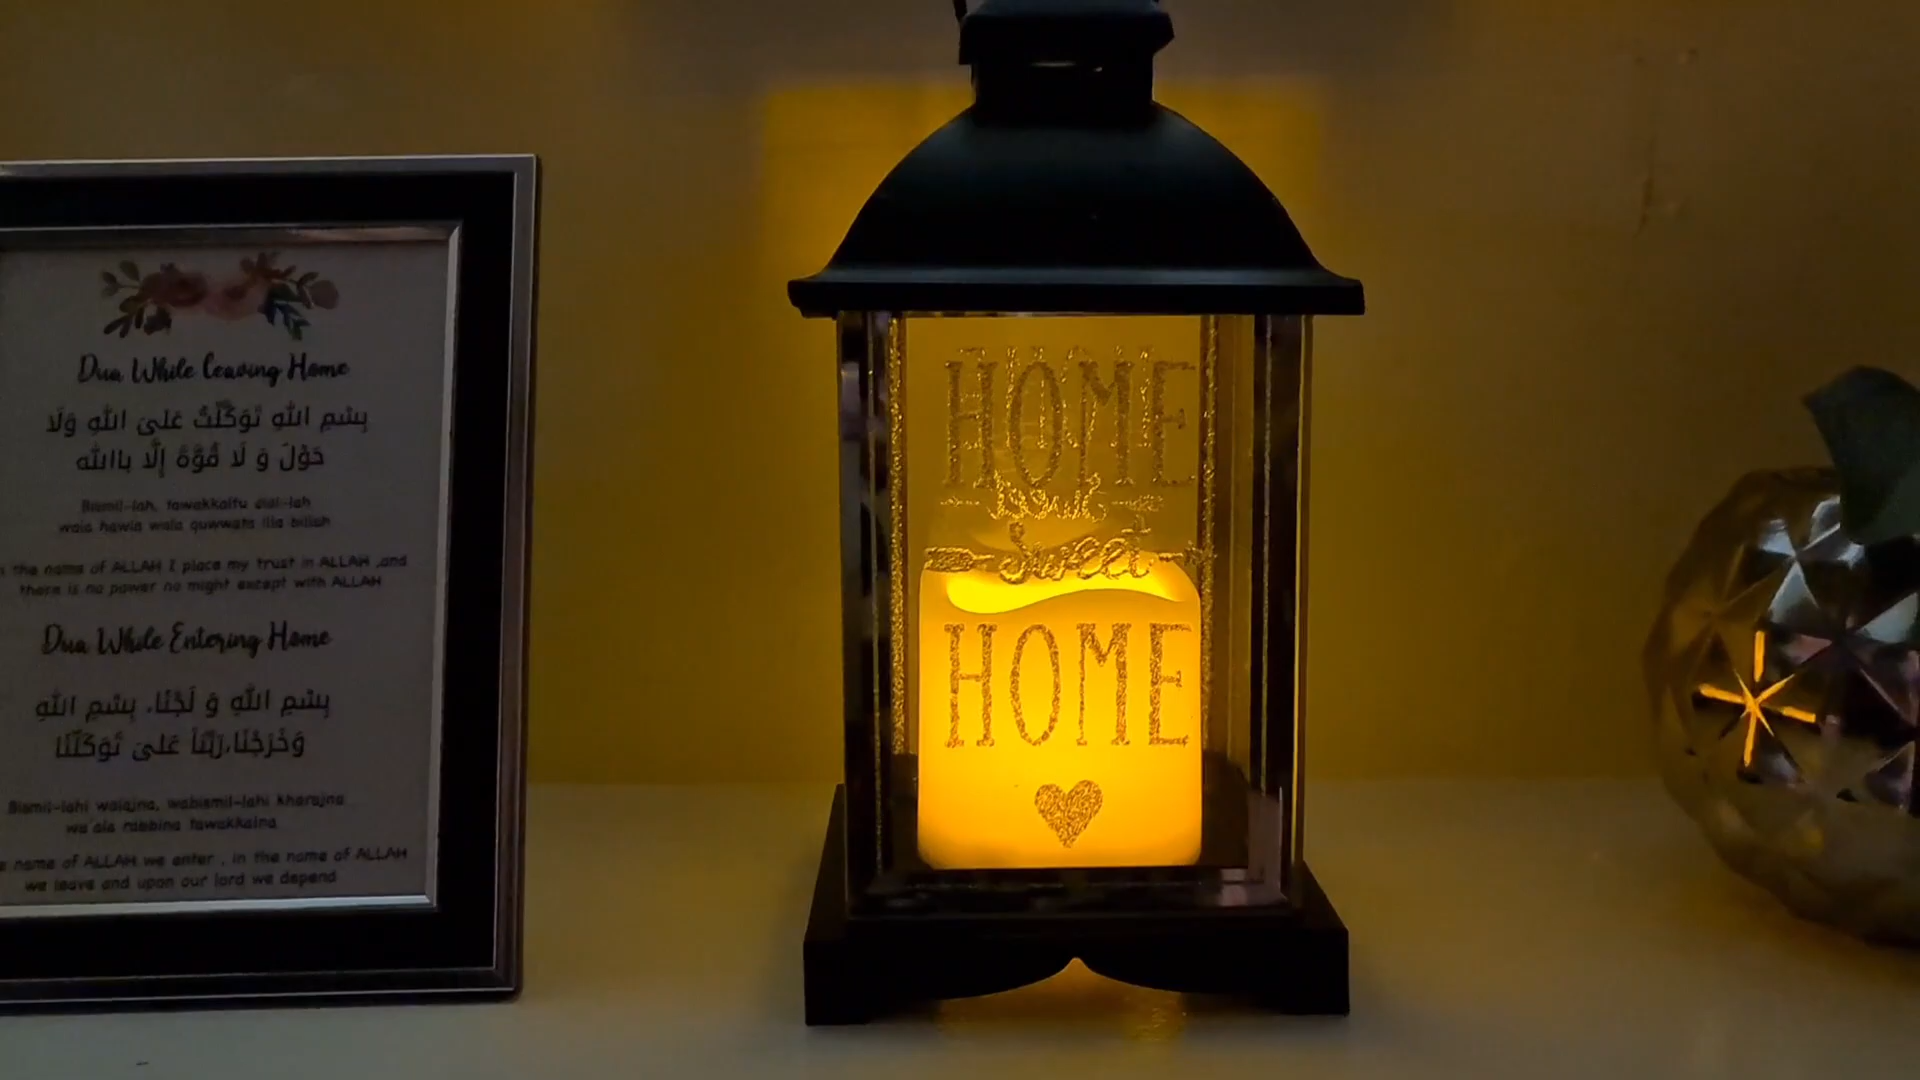 Dua While Leaving Home
بِسْمِ اللهِ تَوَكَّلْتُ عَلىَ اللهِ وَلَا
حَوْلَ وَ لَا قُوَّةَ إِلَّا باالله
Bismil-lah, tawakkaltu alal-lah
wala hawla wala quwwata illa billah
the name of ALLAH I place my trust in ALLAH ,and
there is no power no might except with ALLAH
Dua While Entering Home
بِسْمِ اللهِ وَ لَجْنَا، بِسْمِ اللهِ
وَخَرَجْنَا،رَبِّنَاَ عَلىَ تَوَكَّلْنَا
Bismil-lahi walajna, wabismil-lahi kharajna
wa'ala rabbina tawakkalna
name of ALLAH we enter , in the name of ALLAH
we leave and upon our lord we depend
HOME
Sweet
HOME